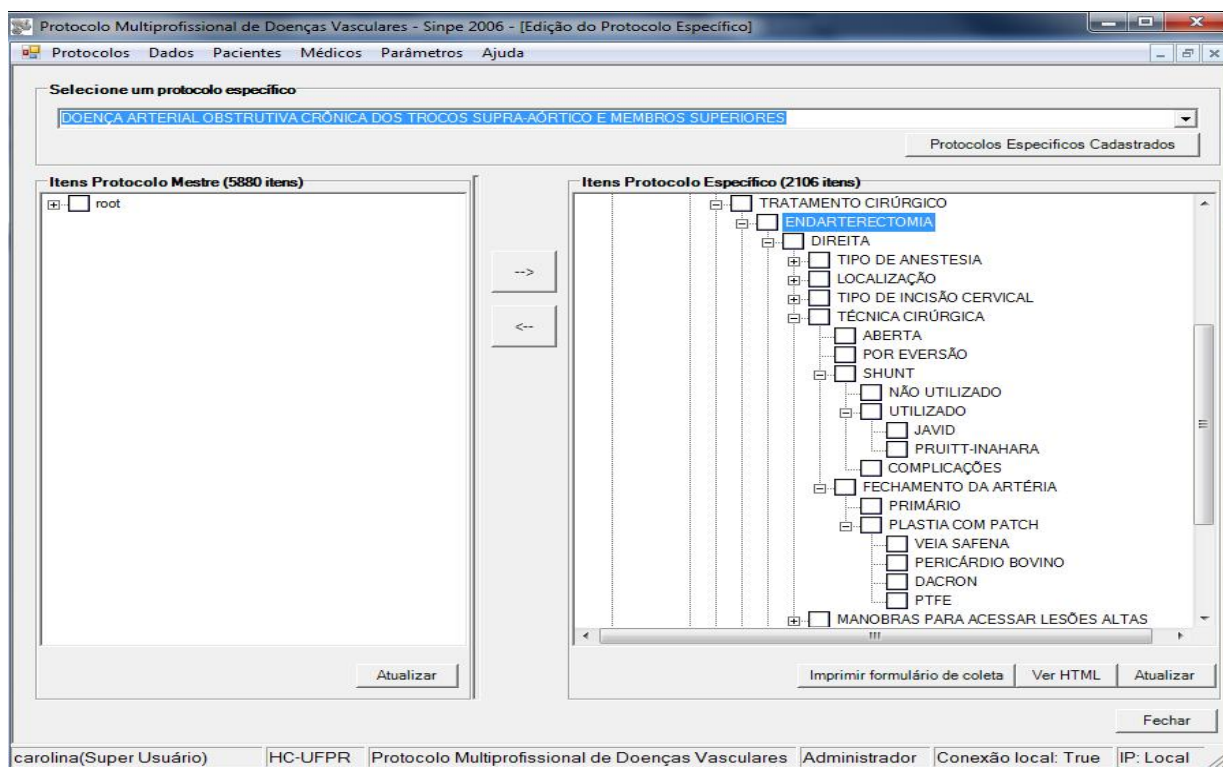 Protocolo Multiprofissional de Doenças Vasculares - Sinpe 2006 - [Edição do Protocolo Específico]
Protocolos Dados Pacientes Médicos Parâmetros Ajuda
Selecione um protocolo específico
DOENÇA ARTERIAL OBSTRUTIVA CRÔNICA DOS TROCOS SUPRA-AÓRTICO E MEMBROS SUPERIORES
Protocolos Especificos Cadastrados
Itens Protocolo Mestre (5880 itens)
root
Atualizar
-->
<--
Itens Protocolo Específico (2106 itens)
TRATAMENTO CIRÚRGICO
ENDARTERECTOMIA
DIREITA
TIPO DE ANESTESIA
LOCALIZAÇÃO
TIPO DE INCISÃO CERVICAL
TÉCNICA CIRÚRGICA
ABERTA
POR EVERSÃO
SHUNT
NÃO UTILIZADO
UTILIZADO
JAVID
PRUITT-INAHARA
COMPLICAÇÕES
FECHAMENTO DA ARTÉRIA
PRIMÁRIO
PLASTIA COM PATCH
VEIA SAFENA
PERICÁRDIO BOVINO
DACRON
PTFE
MANOBRAS PARA ACESSAR LESÕES ALTAS
Imprimir formulário de coleta Ver HTML Atualizar
Fechar
carolina(Super Usuário) HC-UFPR Protocolo Multiprofissional de Doenças Vasculares Administrador Conexão local: True IP: Local